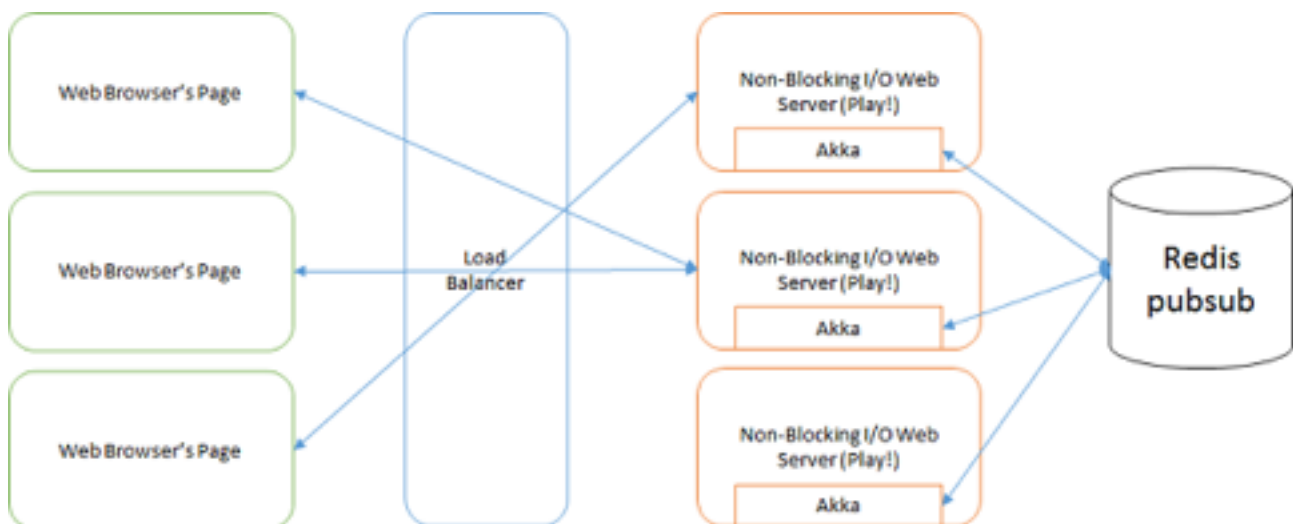 Web Browser's Page
Web Browser's Page
Web Browser's Page
Load
Balancer
Non-Blocking I/O Web
Server (Play!)
Akka
Non-Blocking I/O Web
Server (Play!)
Akka
Non-Blocking I/O Web
Server (Play!)
Akka
Redis
pubsub